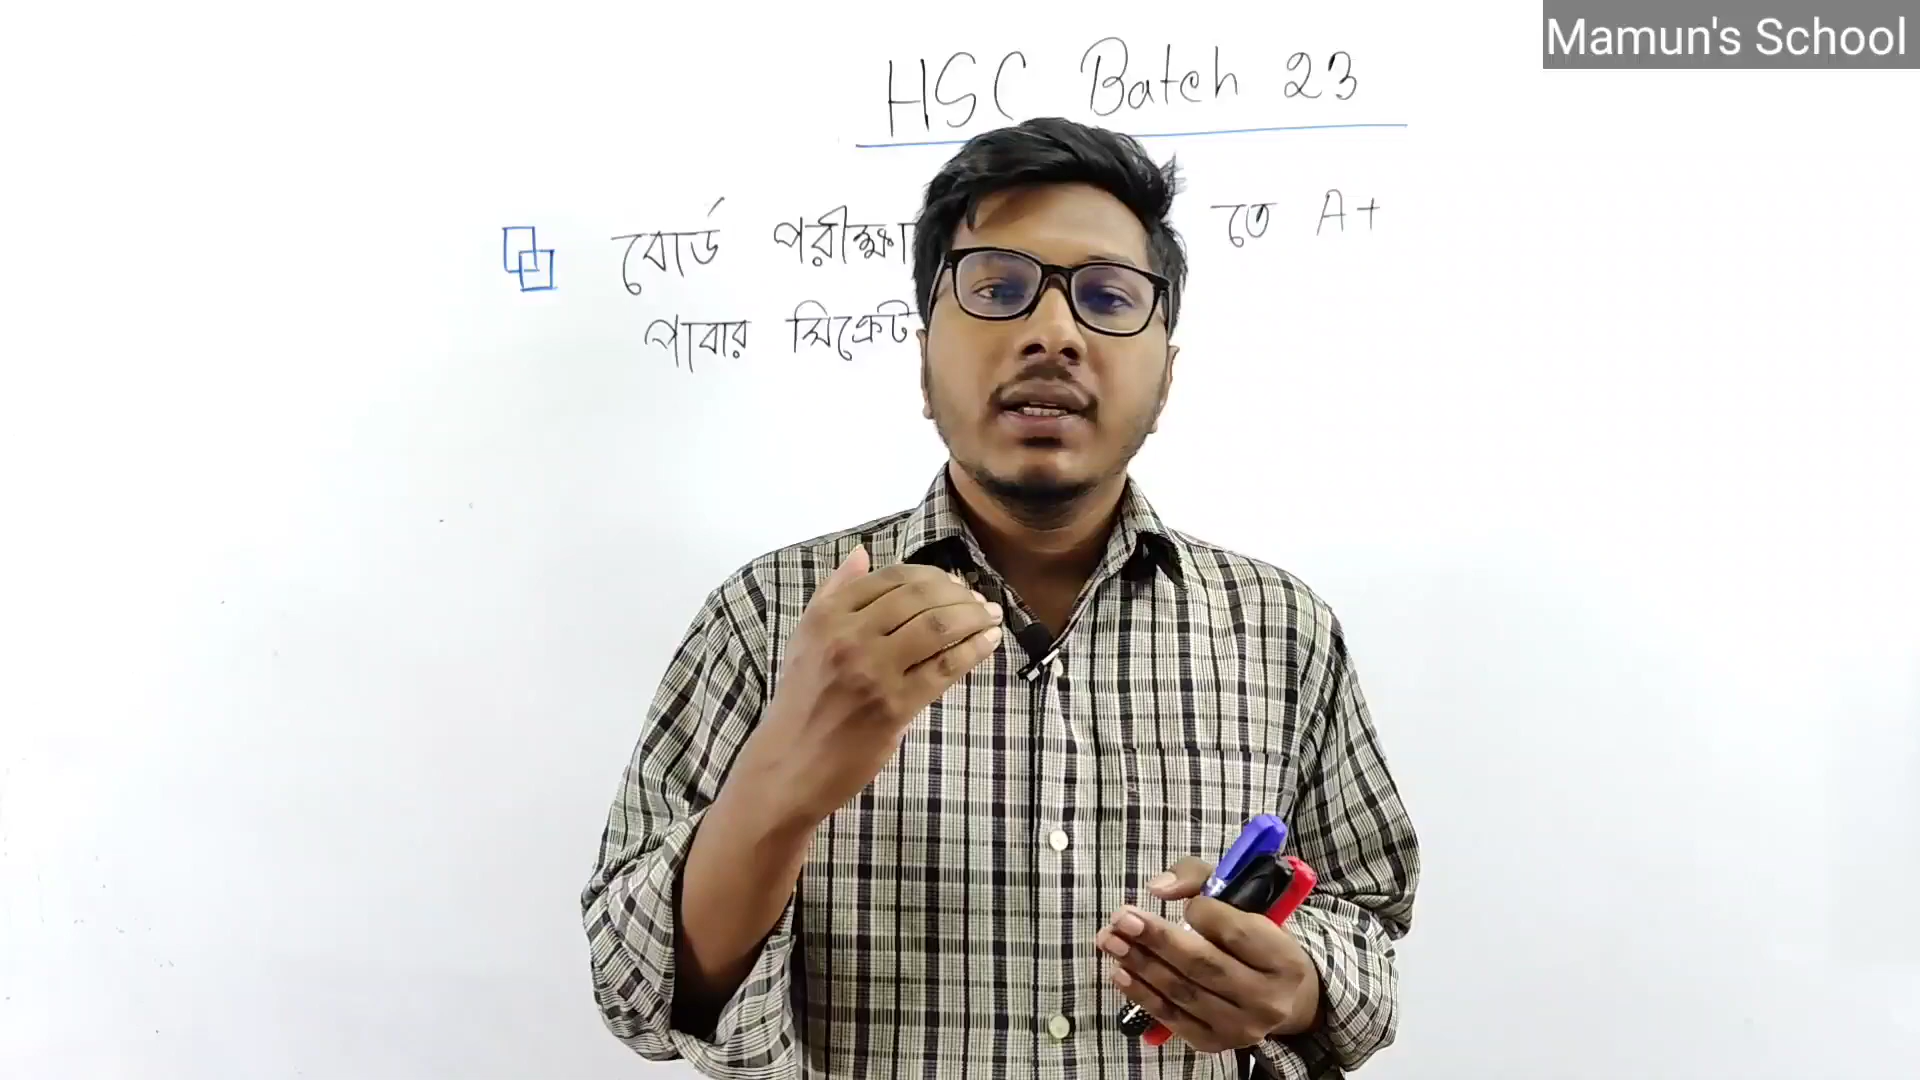 Mamun's School
HSC Batch 23
বোর্ড পরীক্ষা তে A+
পাবার সিক্রেট